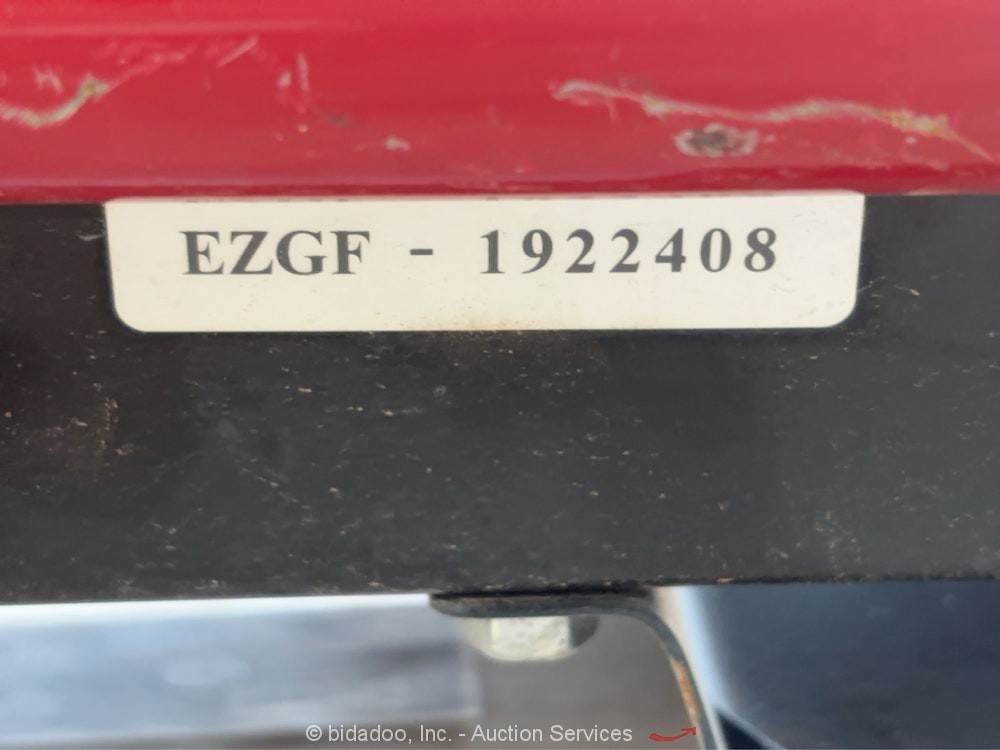 EZGF - 1922408
© bidadoo, Inc. - Auction Services